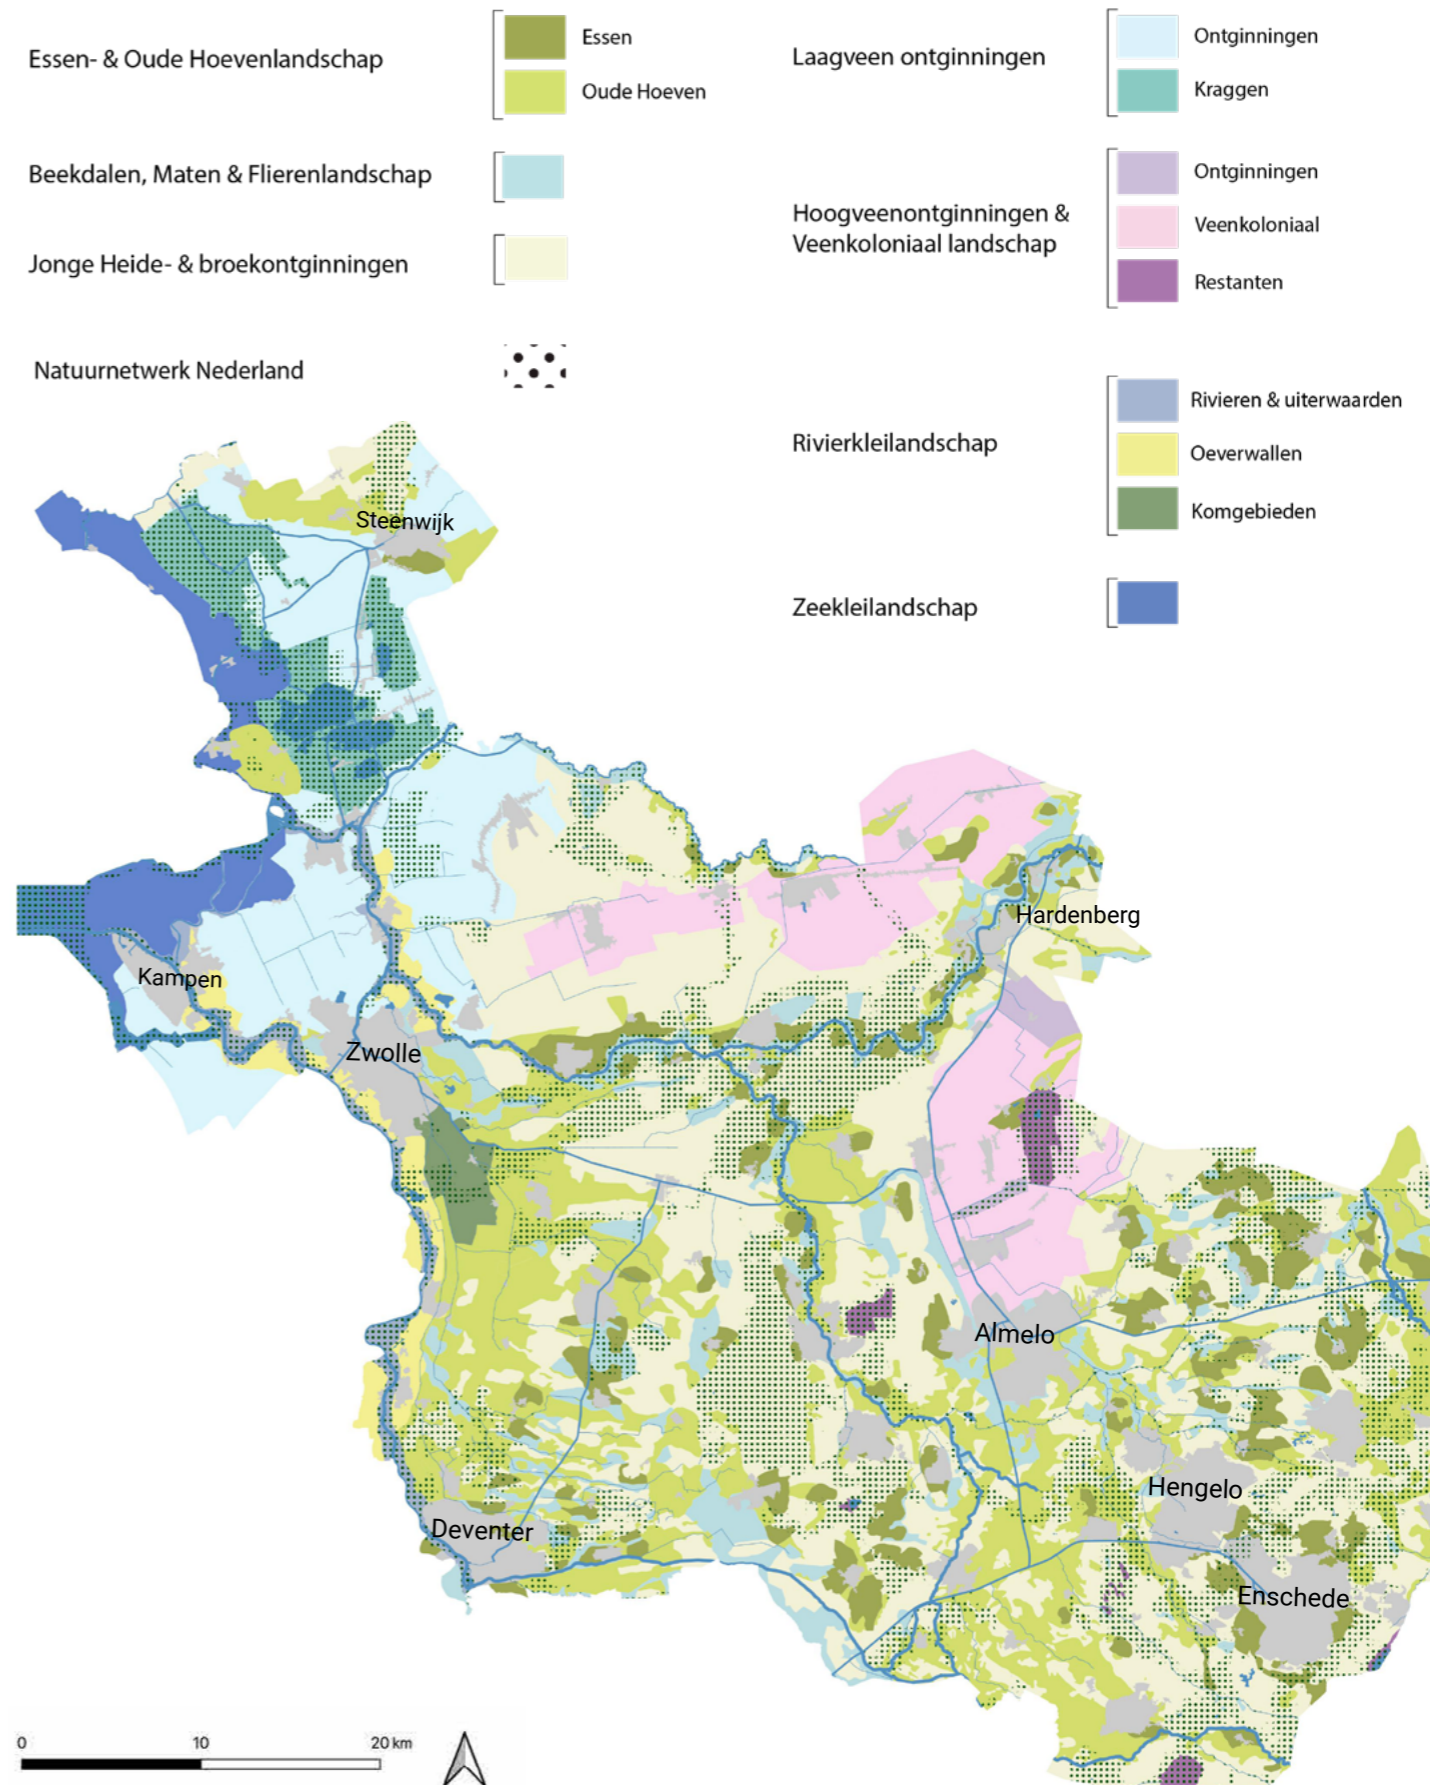 Essen- & Oude Hoevenlandschap
Essen
Oude Hoeven
Beekdalen, Maten & Flierenlandschap
Jonge Heide- & broekontginningen
Natuurnetwerk Nederland
Laagveen ontginningen
Ontginningen
Kraggen
Hoogveenontginningen &
Veenkoloniaal landschap
Ontginningen
Veenkoloniaal
Restanten
Rivierkleilandschap
Rivieren & uiterwaarden
Oeverwallen
Komgebieden
Zeekleilandschap
Steenwijk
Hardenberg
Kampen
Zwolle
Almelo
Hengelo
Deventer
Enschede
0 10 20 km